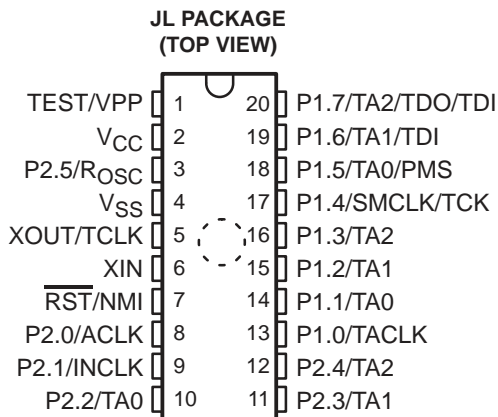 JL PACKAGE
(TOP VIEW)
TEST/VPP 1 20 P1.7/TA2/TDO/TDI
VCC 2 19 P1.6/TA1/TDI
P2.5/ROSC 3 18 P1.5/TA0/PMS
VSS 4 17 P1.4/SMCLK/TCK
XOUT/TCLK 5 16 P1.3/TA2
XIN 6 15 P1.2/TA1
R̅S̅T̅/NMI 7 14 P1.1/TA0
P2.0/ACLK 8 13 P1.0/TACLK
P2.1/INCLK 9 12 P2.4/TA2
P2.2/TA0 10 11 P2.3/TA1